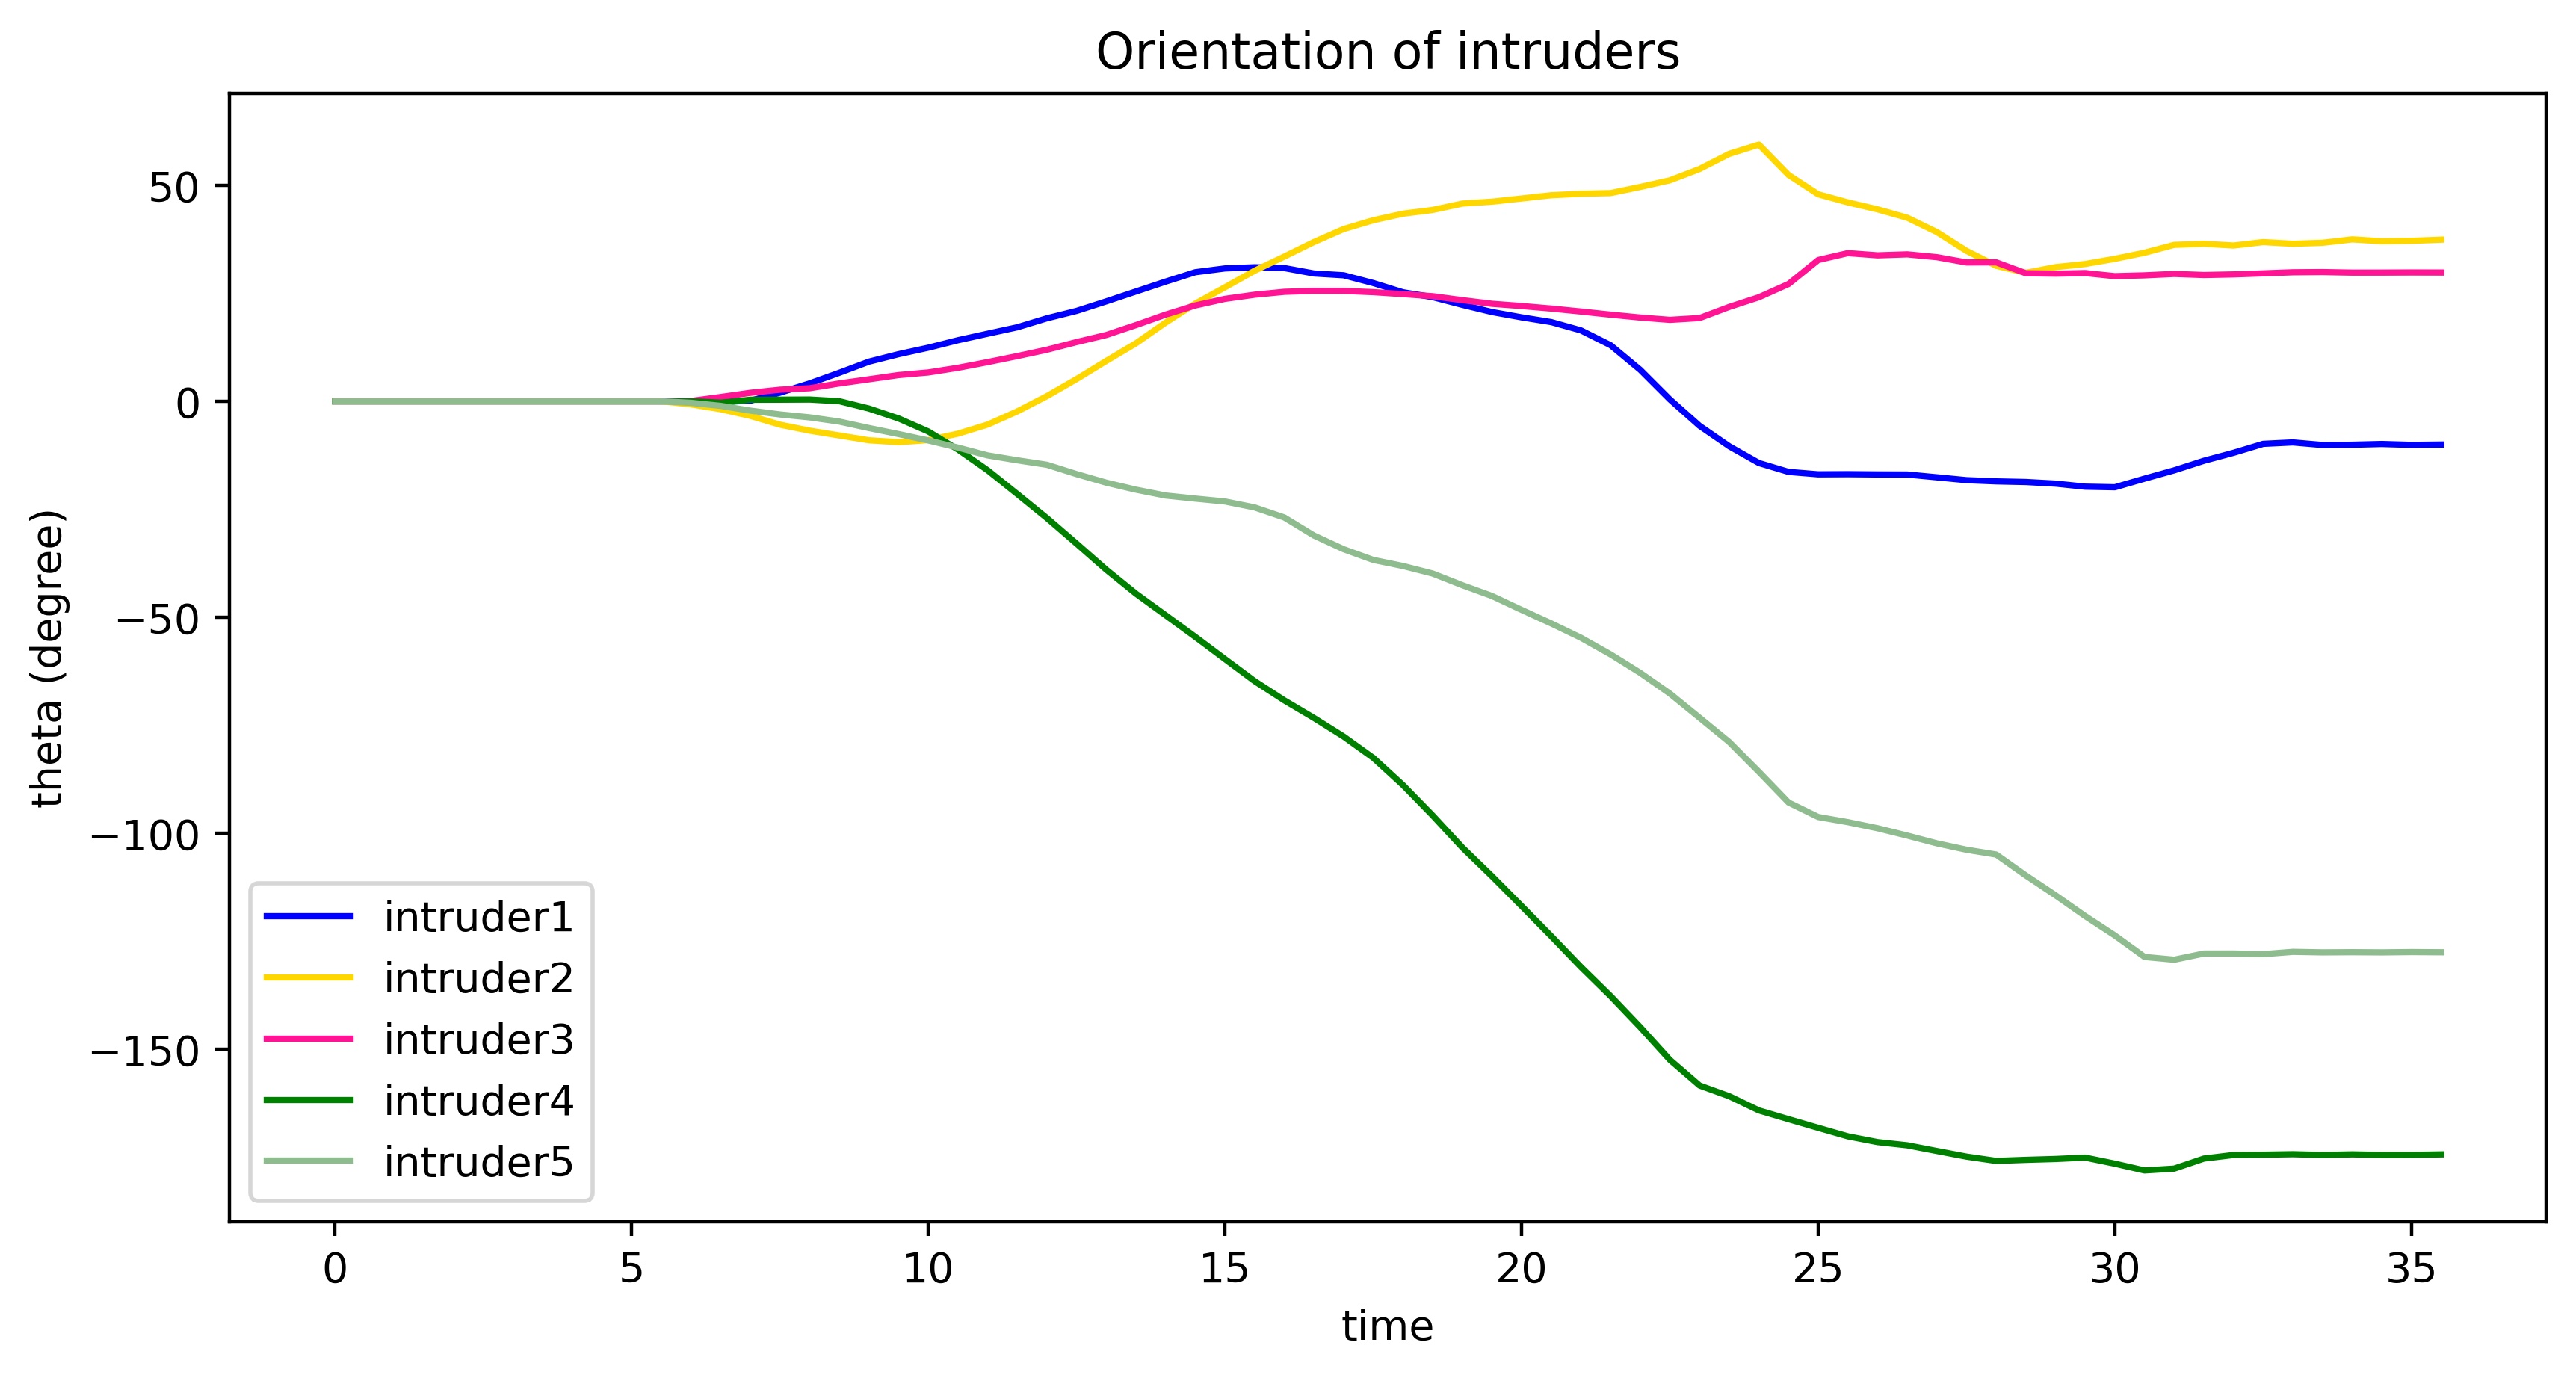 Orientation of intruders
theta (degree)
50
0
−50
−100
−150
intruder1
intruder2
intruder3
intruder4
intruder5
0 5 10 15 20 25 30 35
time